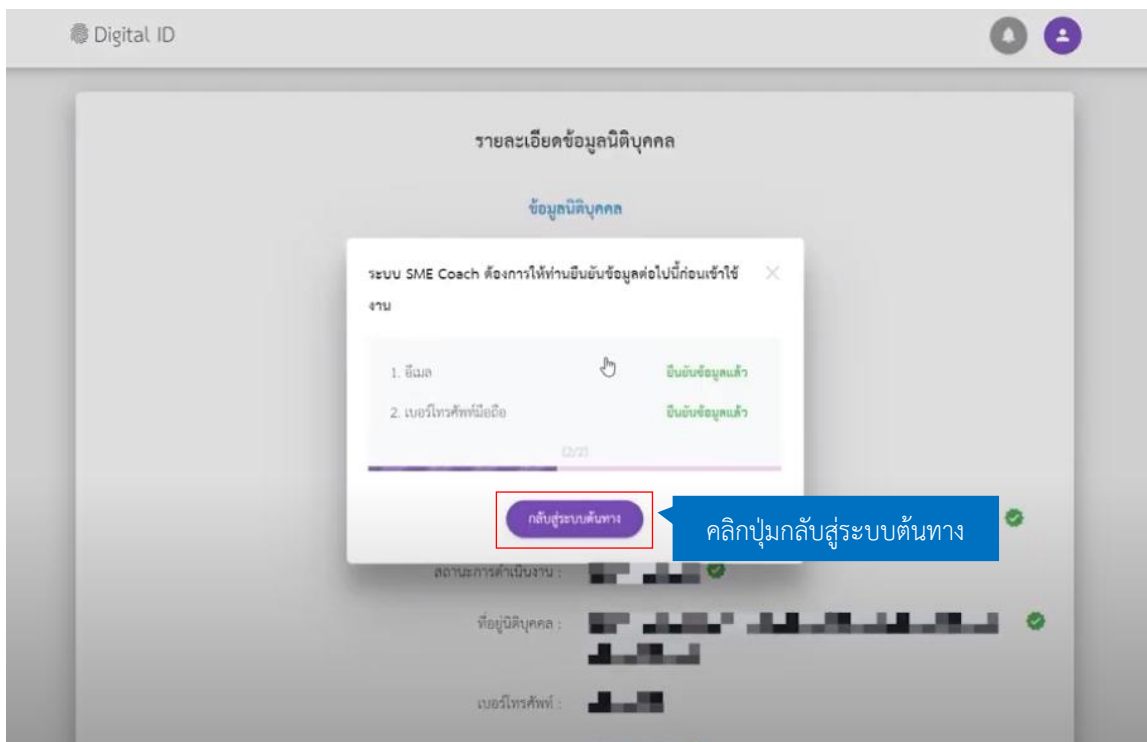 Digital ID
รายละเอียดข้อมูลนิติบุคคล
ข้อมูลนิติบุคคล
ระบบ SME Coach ต้องการให้ท่านยืนยันข้อมูลต่อไปนี้ก่อนเข้าใช้
งาน
1. อีเมล ยืนยันข้อมูลแล้ว
2. เบอร์โทรศัพท์มือถือ ยืนยันข้อมูลแล้ว
(2/2)
กลับสู่ระบบต้นทาง
คลิกปุ่มกลับสู่ระบบต้นทาง
สถานะการดำเนินงาน :
ที่อยู่นิติบุคคล :
เบอร์โทรศัพท์ :